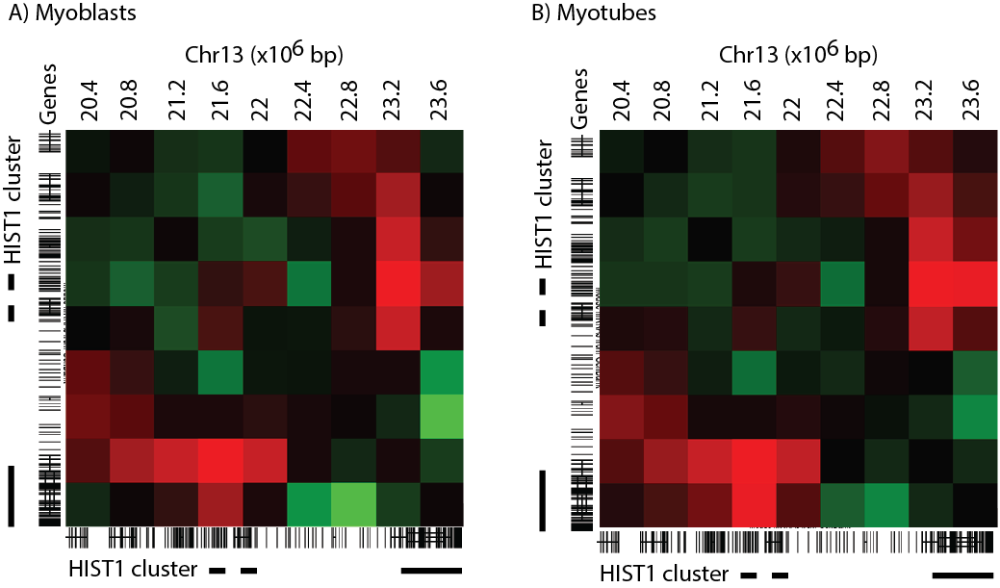 A) Myoblasts
B) Myotubes
Chr13 (x10⁶ bp)
Chr13 (x10⁶ bp)
Genes
20.4
20.8
21.2
21.6
22
22.4
22.8
23.2
23.6
Genes
20.4
20.8
21.2
21.6
22
22.4
22.8
23.2
23.6
HIST1 cluster
HIST1 cluster
HIST1 cluster
HIST1 cluster